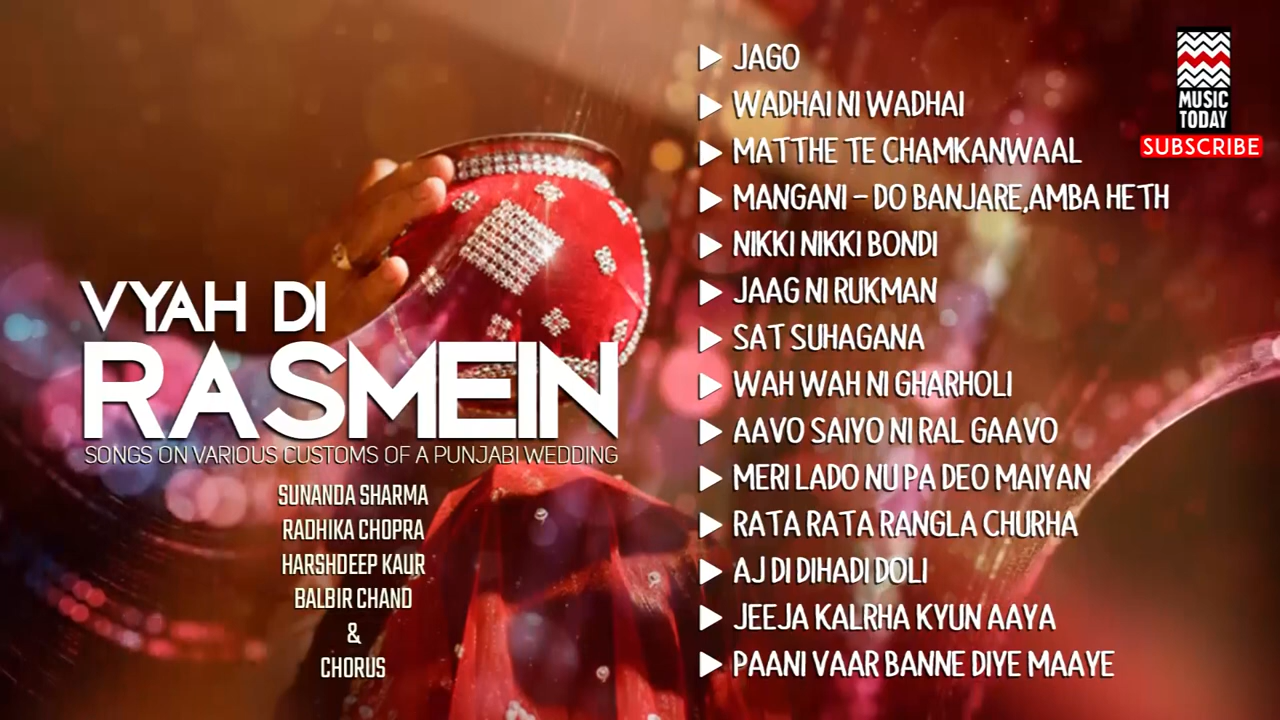 VYAH DI
RASMEIN
SONGS ON VARIOUS CUSTOMS OF A PUNJABI WEDDING
SUNANDA SHARMA
RADHIKA CHOPRA
HARSHDEEP KAUR
BALBIR CHAND
&
CHORUS
JAGO
WADHAI NI WADHAI
MATTHE TE CHAMKANWAAL
MANGANI - DO BANJARE,AMBA HETH
NIKKI NIKKI BONDI
JAAG NI RUKMAN
SAT SUHAGANA
WAH WAH NI GHARHOLI
AAVO SAIYO NI RAL GAAVO
MERI LADO NU PA DEO MAIYAN
RATA RATA RANGLA CHURHA
AJ DI DIHADI DOLI
JEEJA KALRHA KYUN AAYA
PAANI VAAR BANNE DIYE MAAYE
MUSIC
TODAY
SUBSCRIBE